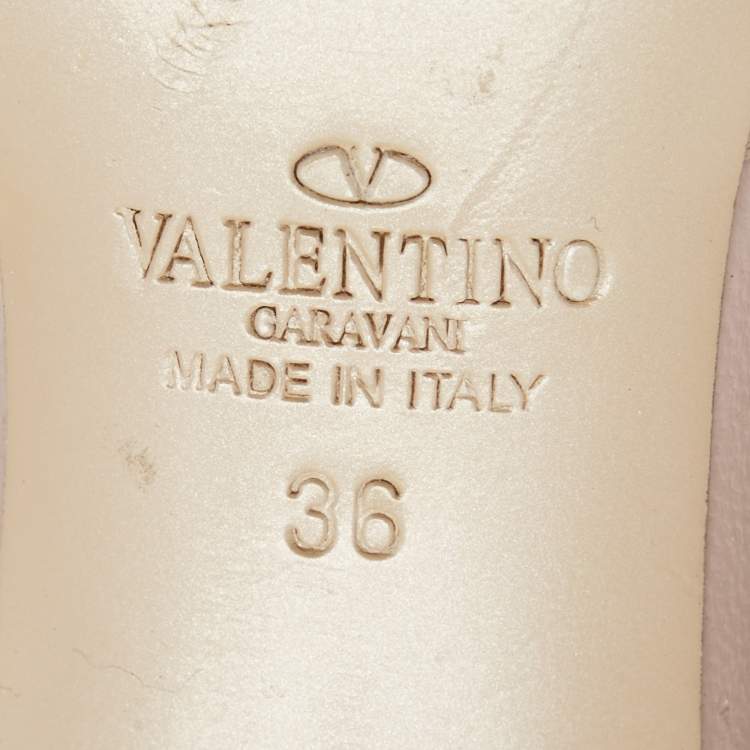 V
VALENTINO
GARAVANI
MADE IN ITALY
36